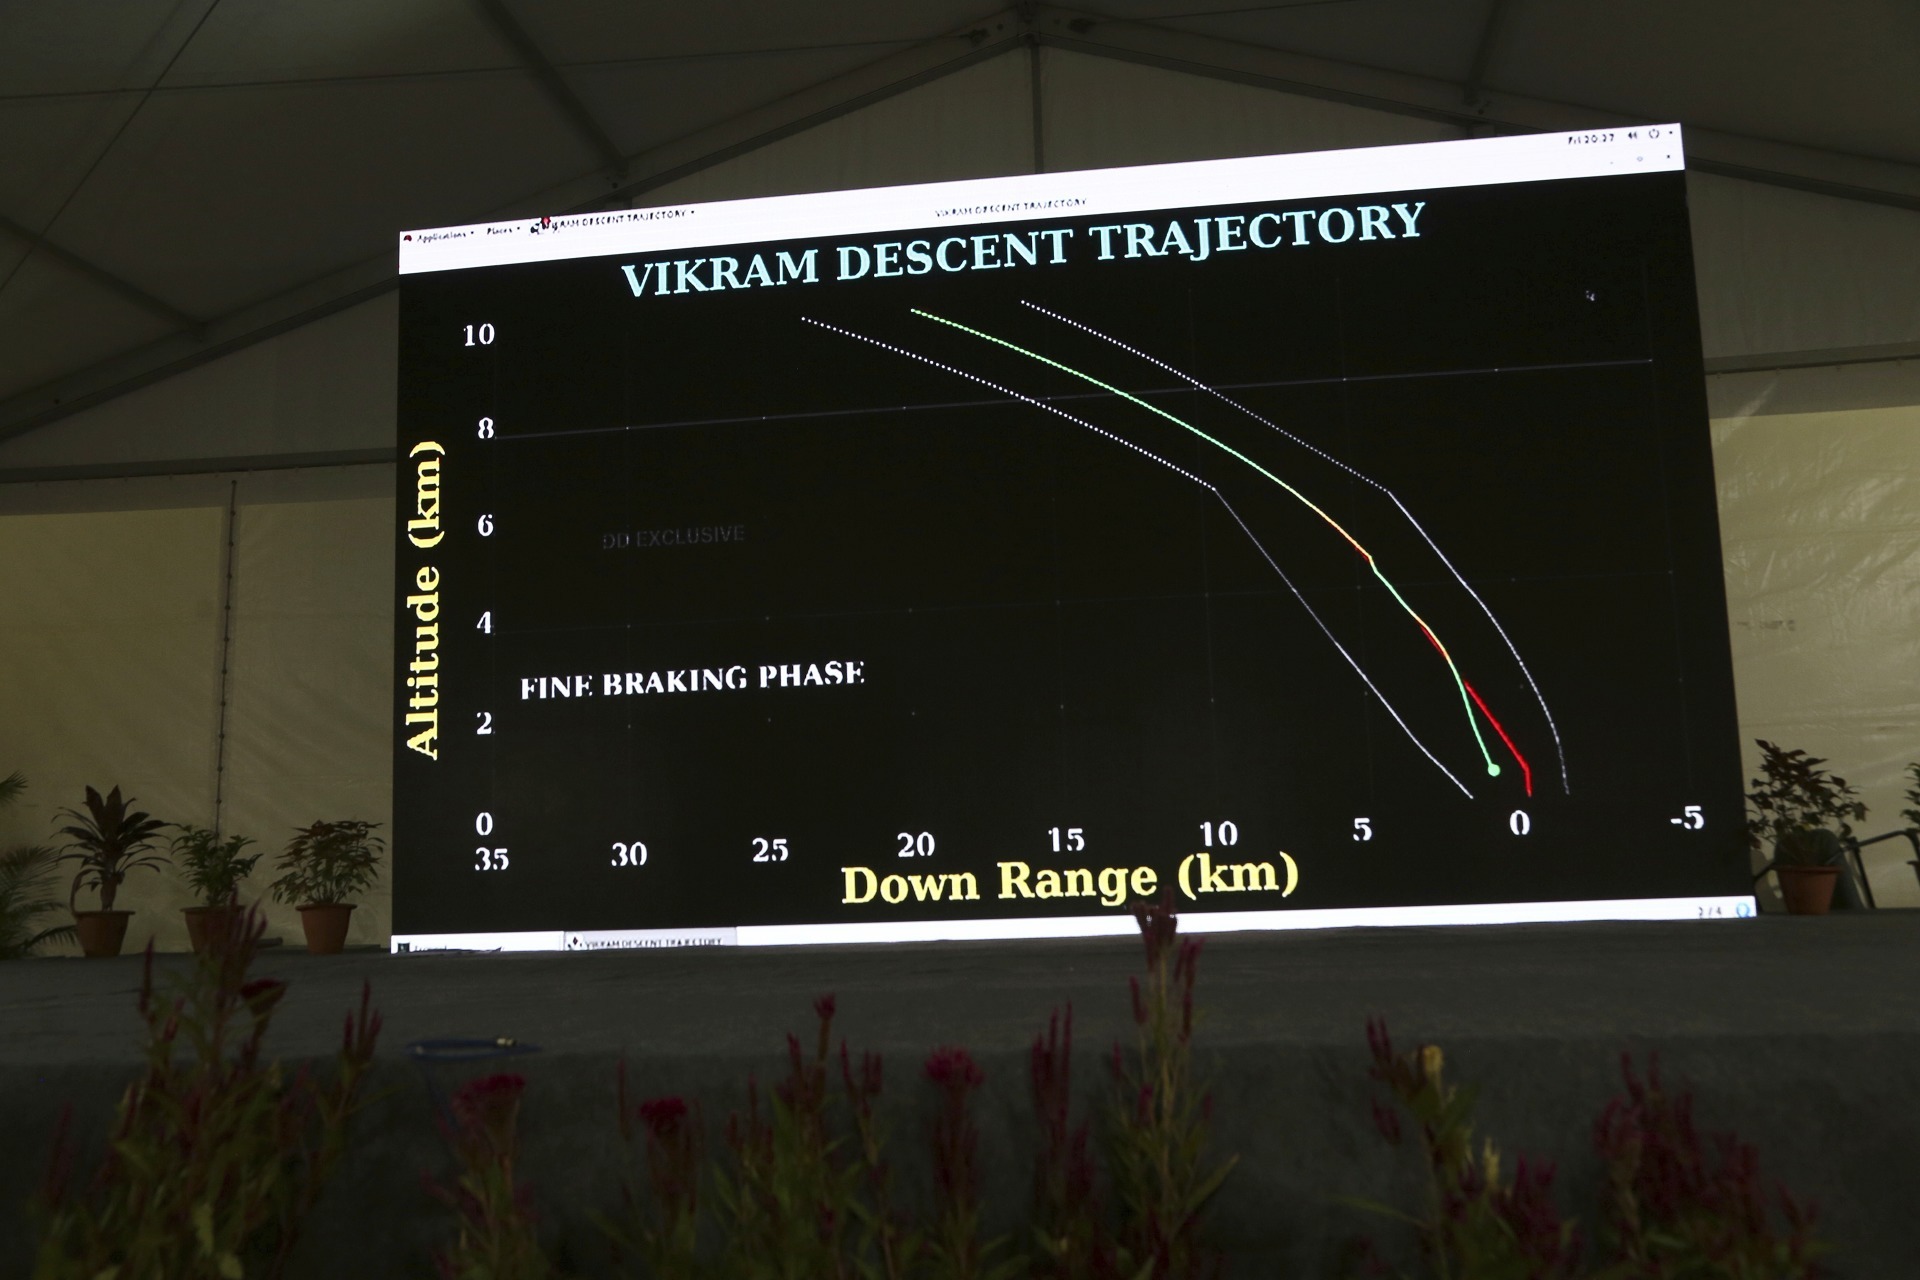 Fri 20:27
Applications Places VIKRAM DESCENT TRAJECTORY
VIKRAM DESCENT TRAJECTORY
VIKRAM DESCENT TRAJECTORY
10
8
6
4
2
0
Altitude (km)
DD EXCLUSIVE
FINE BRAKING PHASE
35 30 25 20 15 10 5 0 -5
Down Range (km)
VIKRAM DESCENT TRAJECTORY
2 / 4